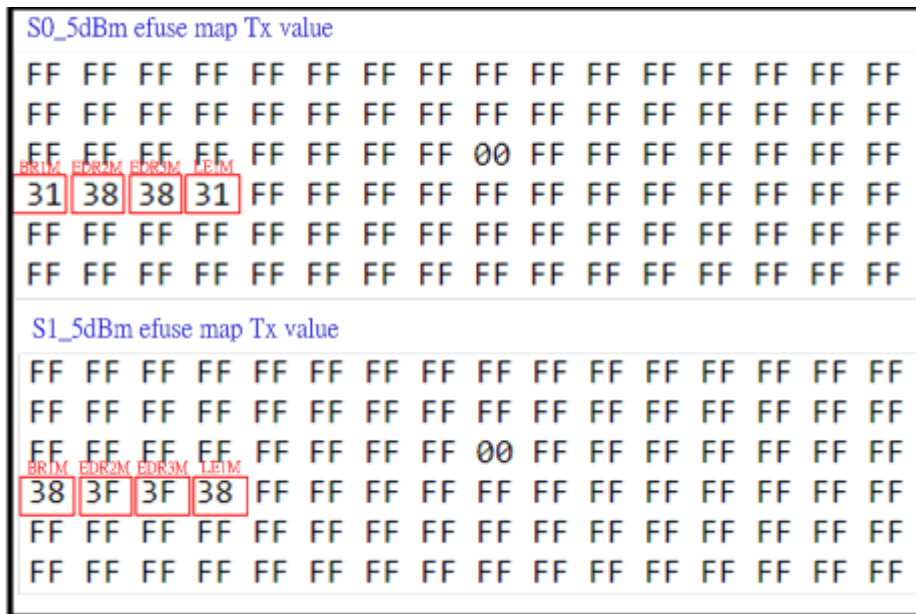 S0_5dBm efuse map Tx value
FF FF FF FF FF FF FF FF FF FF FF FF FF FF FF FF
FF FF FF FF FF FF FF FF FF FF FF FF FF FF FF FF
FF FF FF FF FF FF FF FF 00 FF FF FF FF FF FF FF
BR1M EDR2M EDR3M LE1M
31 38 38 31 FF FF FF FF FF FF FF FF FF FF FF FF
FF FF FF FF FF FF FF FF FF FF FF FF FF FF FF FF
FF FF FF FF FF FF FF FF FF FF FF FF FF FF FF FF
S1_5dBm efuse map Tx value
FF FF FF FF FF FF FF FF FF FF FF FF FF FF FF FF
FF FF FF FF FF FF FF FF FF FF FF FF FF FF FF FF
FF FF FF FF FF FF FF FF 00 FF FF FF FF FF FF FF
BR1M EDR2M EDR3M LE1M
38 3F 3F 38 FF FF FF FF FF FF FF FF FF FF FF FF
FF FF FF FF FF FF FF FF FF FF FF FF FF FF FF FF
FF FF FF FF FF FF FF FF FF FF FF FF FF FF FF FF